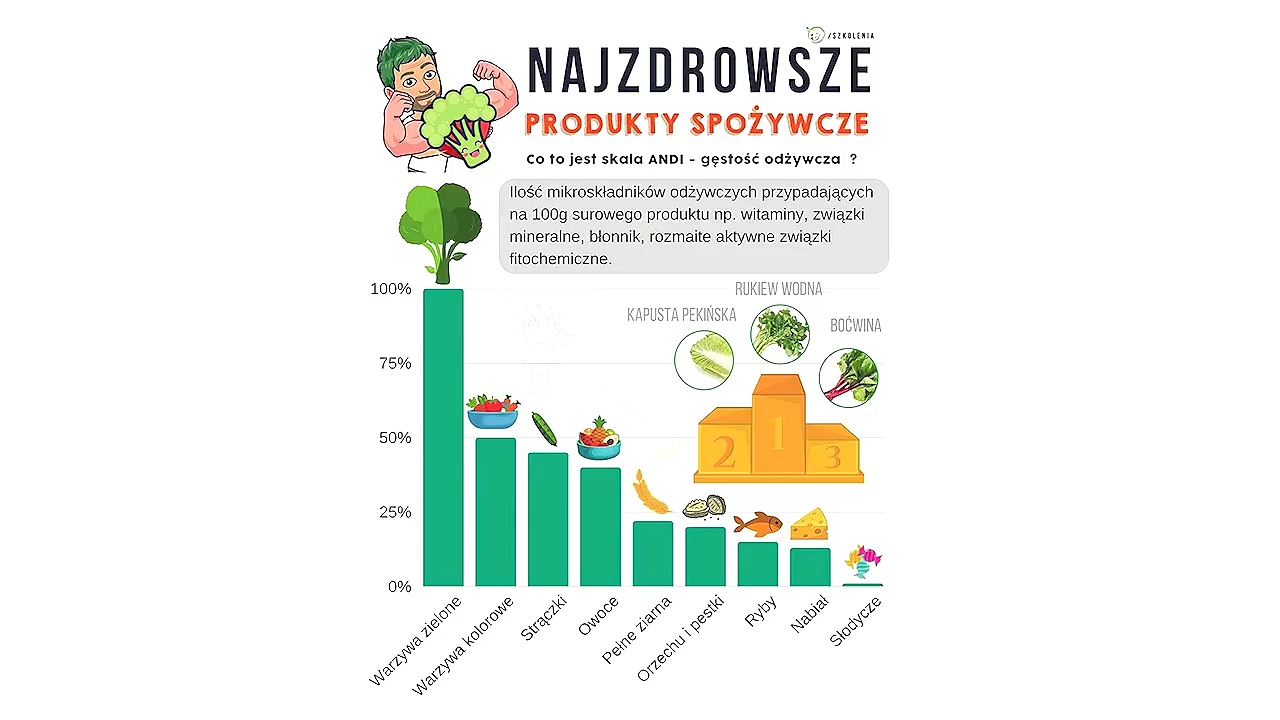 /SZKOLENIA
NAJZDROWSZE
PRODUKTY SPOŻYWCZE
Co to jest skala ANDI - gęstość odżywcza ?
Ilość mikroskładników odżywczych przypadających
na 100g surowego produktu np. witaminy, związki
mineralne, błonnik, rozmaite aktywne związki
fitochemiczne.
RUKIEW WODNA
KAPUSTA PEKIŃSKA
BOĆWINA
1
2
3
100%
75%
50%
25%
0%
Warzywa zielone
Warzywa kolorowe
Strączki
Owoce
Pełne ziarna
Orzechu i pestki
Ryby
Nabiał
Słodycze